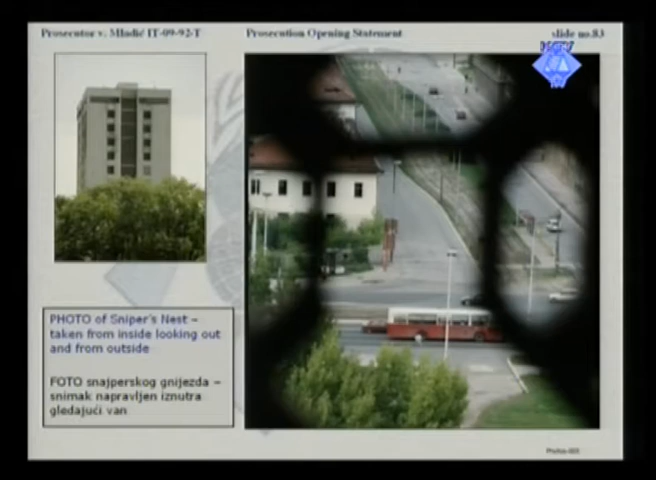 Prosecutor v. Mladić IT-09-92-T
Prosecution Opening Statement
slide no.83
PHOTO of Sniper's Nest –
taken from inside looking out
and from outside
FOTO snajperskog gnijezda –
snimak napravljen iznutra
gledajući van